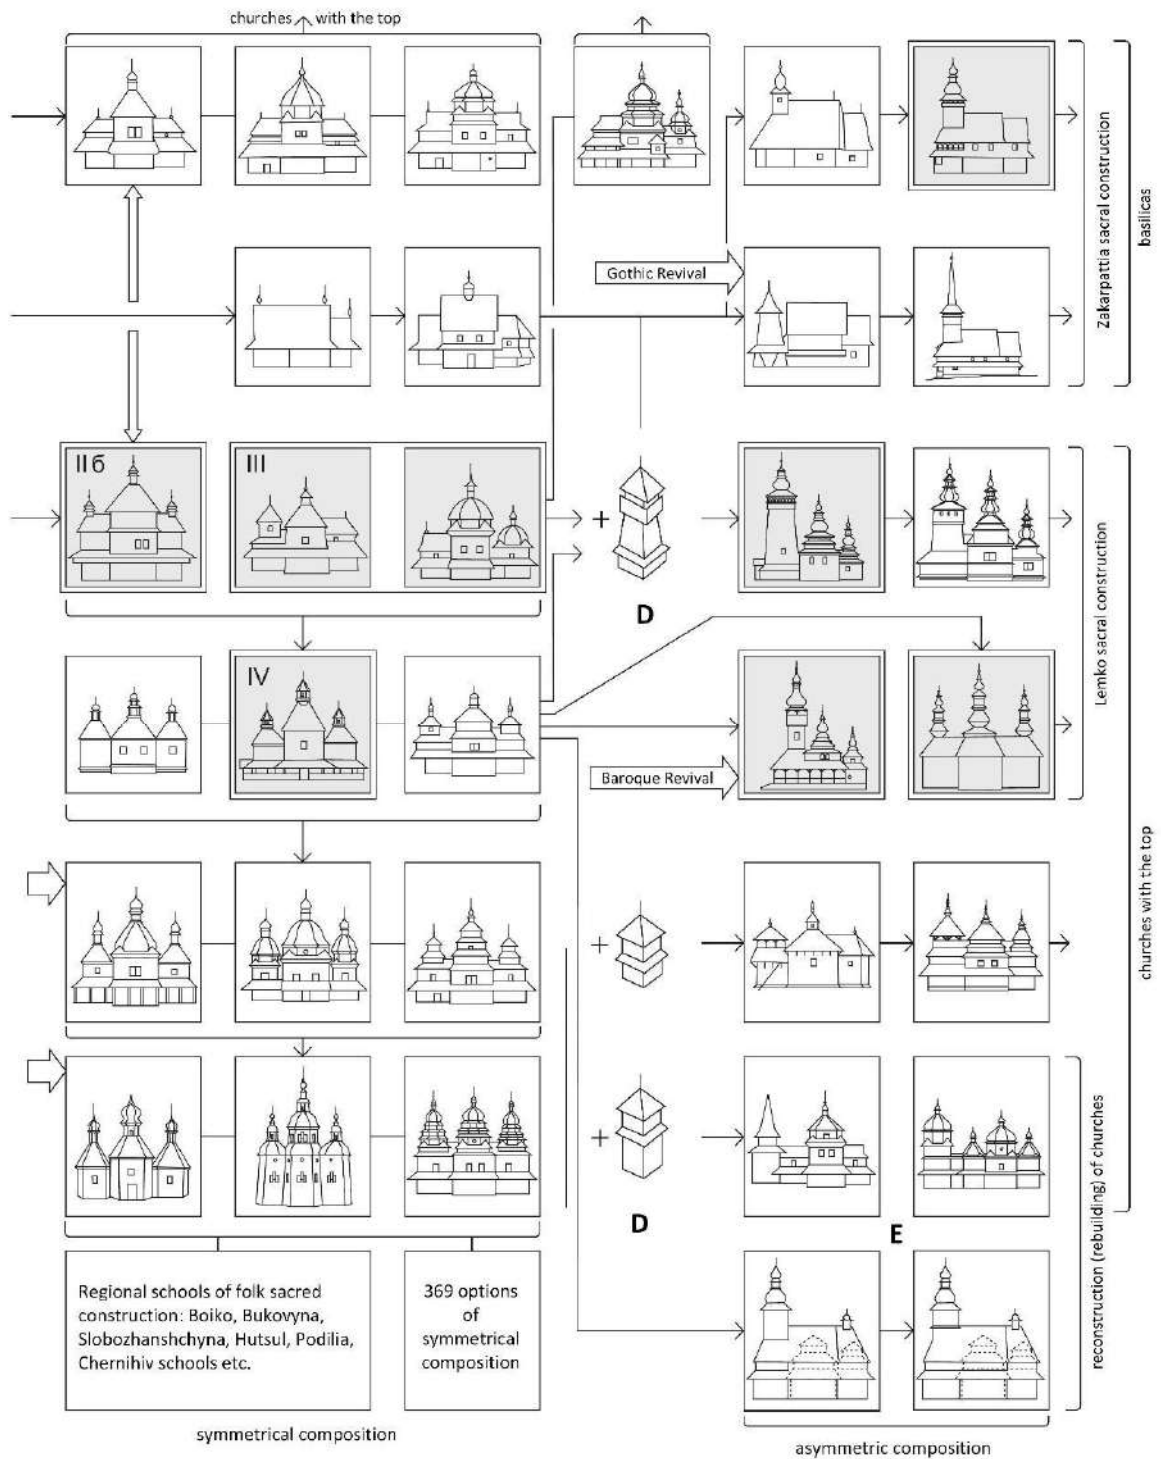 churches with the top
Gothic Revival
Zakarpattia sacral construction
basilicas
IIб
III
+
D
IV
Baroque Revival
Lemko sacral construction
churches with the top
+
+
D
E
reconstruction (rebuilding) of churches
Regional schools of folk sacred
construction: Boiko, Bukovyna,
Slobozhanshchyna, Hutsul, Podilia,
Chernihiv schools etc.
369 options
of
symmetrical
composition
symmetrical composition
asymmetric composition